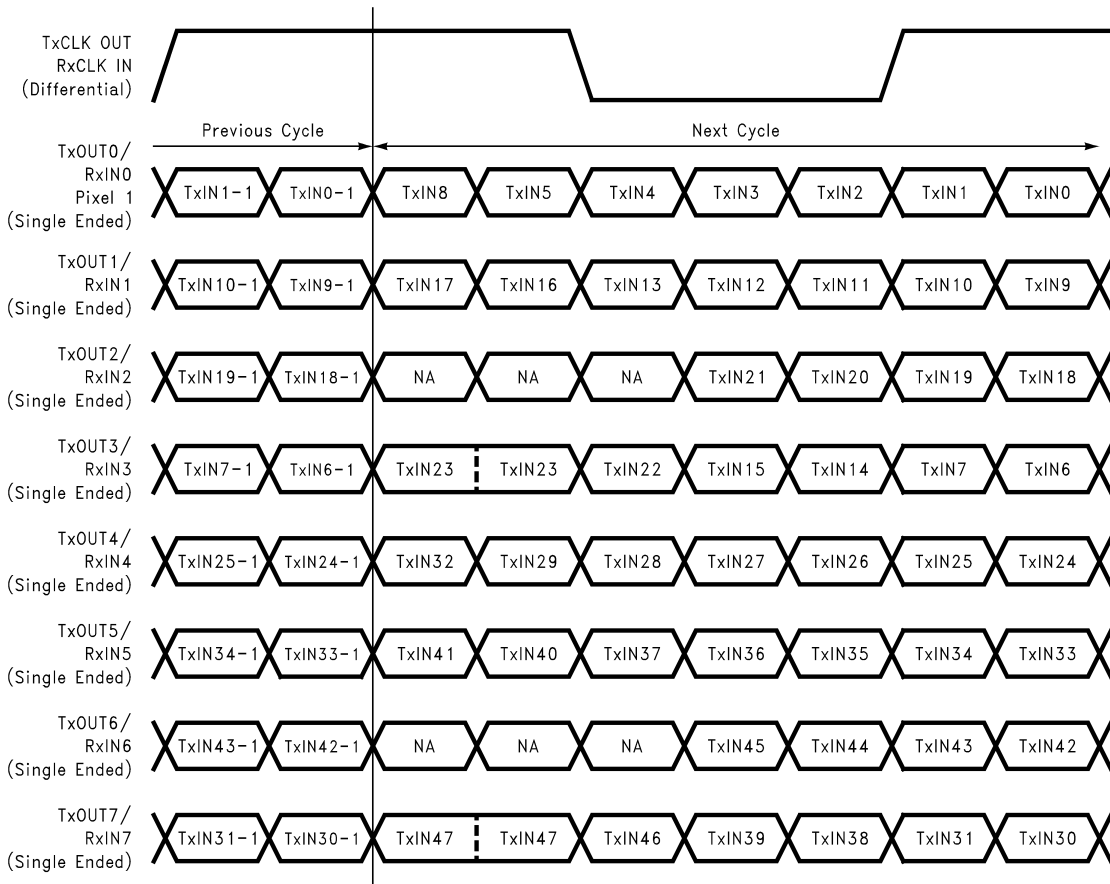 TxCLK OUT
RxCLK IN
(Differential)
Previous Cycle
Next Cycle
TxOUT0/
RxIN0
Pixel 1
(Single Ended)
TxIN1-1 TxIN0-1 TxIN8 TxIN5 TxIN4 TxIN3 TxIN2 TxIN1 TxIN0
TxOUT1/
RxIN1
(Single Ended)
TxIN10-1 TxIN9-1 TxIN17 TxIN16 TxIN13 TxIN12 TxIN11 TxIN10 TxIN9
TxOUT2/
RxIN2
(Single Ended)
TxIN19-1 TxIN18-1 NA NA NA TxIN21 TxIN20 TxIN19 TxIN18
TxOUT3/
RxIN3
(Single Ended)
TxIN7-1 TxIN6-1 TxIN23 TxIN23 TxIN22 TxIN15 TxIN14 TxIN7 TxIN6
TxOUT4/
RxIN4
(Single Ended)
TxIN25-1 TxIN24-1 TxIN32 TxIN29 TxIN28 TxIN27 TxIN26 TxIN25 TxIN24
TxOUT5/
RxIN5
(Single Ended)
TxIN34-1 TxIN33-1 TxIN41 TxIN40 TxIN37 TxIN36 TxIN35 TxIN34 TxIN33
TxOUT6/
RxIN6
(Single Ended)
TxIN43-1 TxIN42-1 NA NA NA TxIN45 TxIN44 TxIN43 TxIN42
TxOUT7/
RxIN7
(Single Ended)
TxIN31-1 TxIN30-1 TxIN47 TxIN47 TxIN46 TxIN39 TxIN38 TxIN31 TxIN30